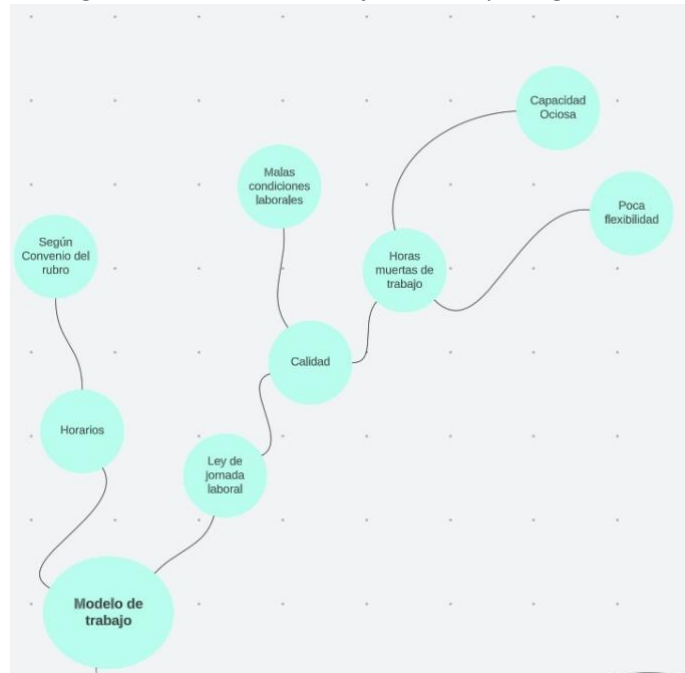 Capacidad
Ociosa
Malas
condiciones
laborales
Poca
flexibilidad
Según
Convenio del
rubro
Horas
muertas de
trabajo
Calidad
Horarios
Ley de
jornada
laboral
Modelo de
trabajo